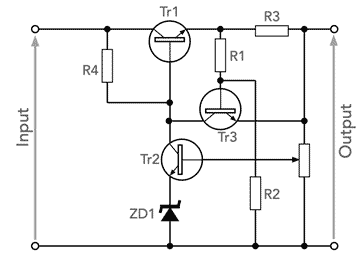 Tr1
R3
R4
R1
Input
Output
Tr3
Tr2
R2
ZD1